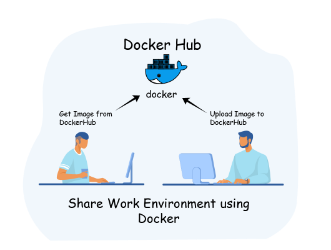 Docker Hub
docker
Get Image from
DockerHub
Upload Image to
DockerHub
Share Work Environment using
Docker